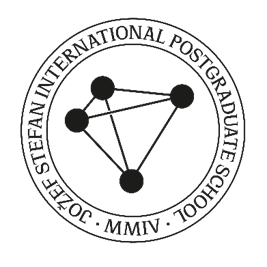 JOŽEF STEFAN INTERNATIONAL POSTGRADUATE SCHOOL
· MMIV ·